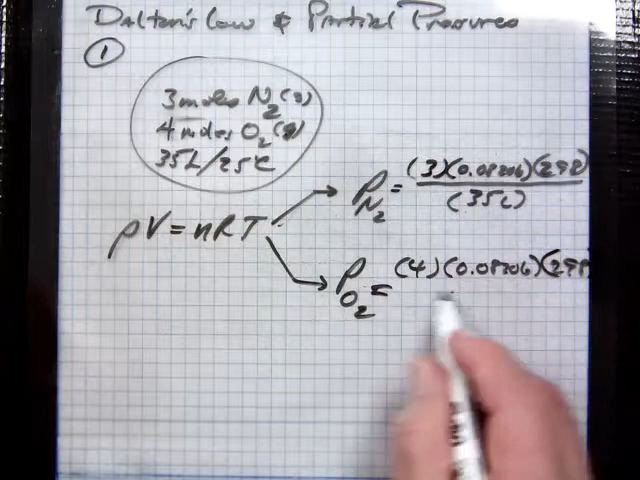 Dalton's Law & Partial Pressures
1
3 moles N2(g)
4 moles O2(g)
35L/25°C
PN2 = (3)(0.08206)(298)
(35L)
PV = nRT
PO2 = (4)(0.08206)(298